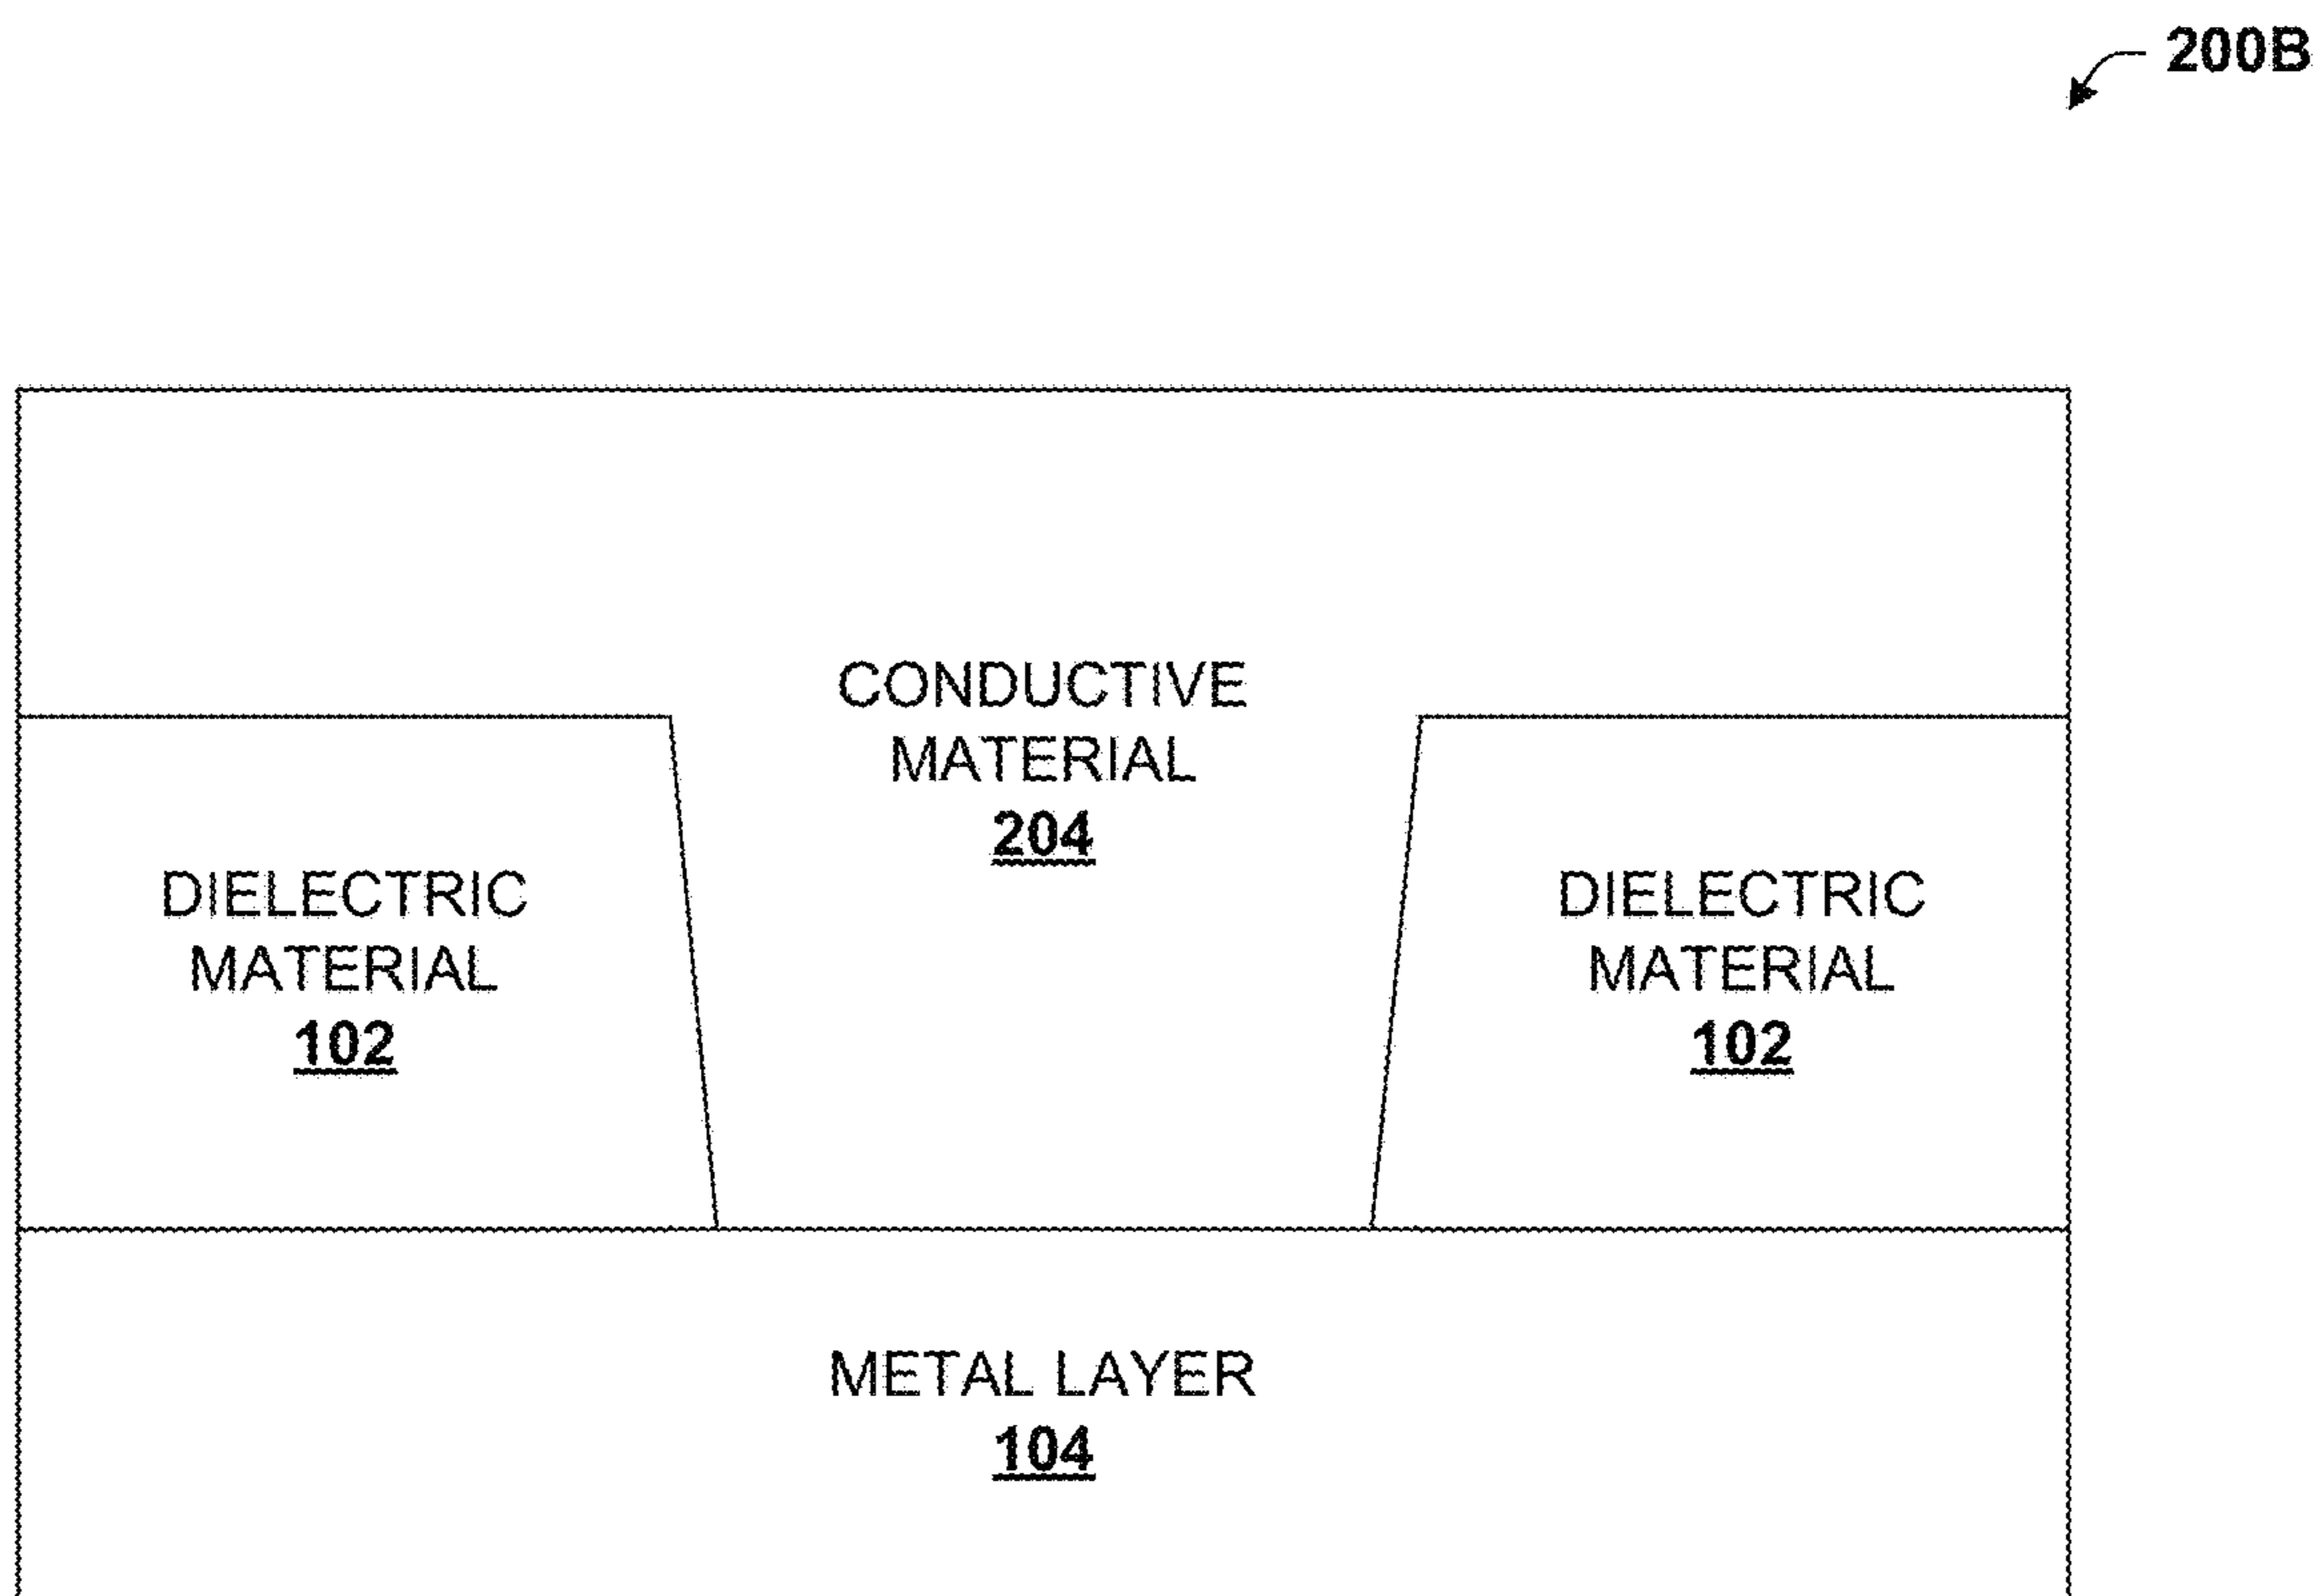 200B
CONDUCTIVE
MATERIAL
204
DIELECTRIC
MATERIAL
102
DIELECTRIC
MATERIAL
102
METAL LAYER
104